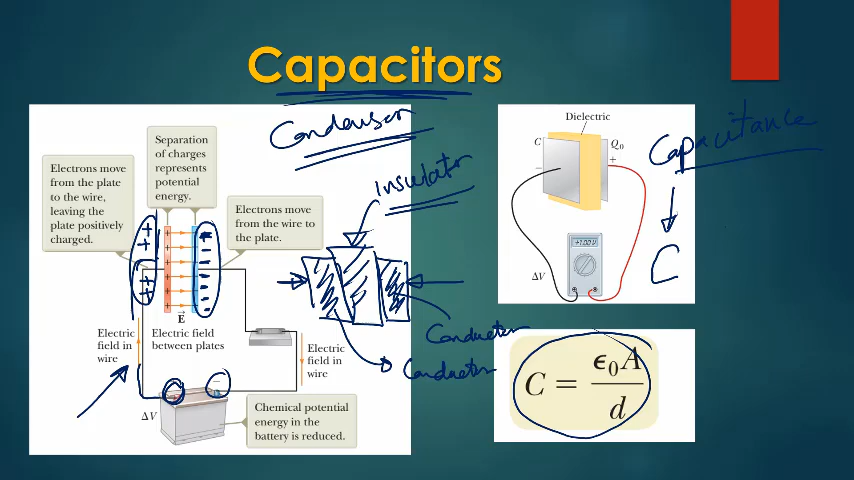 Capacitors
Condensor
Separation
of charges
represents
potential
energy.
Electrons move
from the plate
to the wire,
leaving the
plate positively
charged.
Electrons move
from the wire to
the plate.
Insulator
+ +
+ +
+ −
+ −
+ −
+ −
+ −
+ −
E
Electric
field in
wire
Electric field
between plates
Electric
field in
wire
Conductor
Conductor
−
ΔV
Chemical potential
energy in the
battery is reduced.
Dielectric
C
Q₀
−
+
+1.00V
ΔV
− +
Capacitance
C
C = ϵ₀A / d